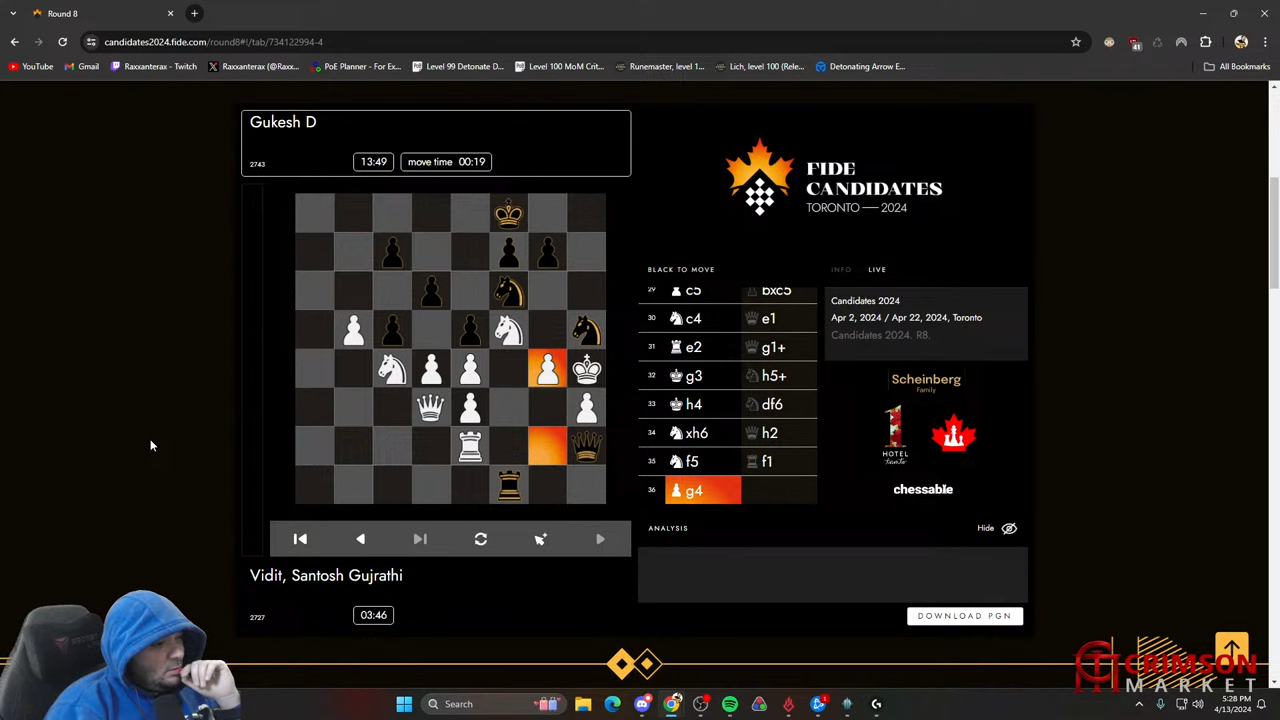 Round 8
candidates2024.fide.com/round8#!/tab/734122994-4
41
YouTube
Gmail
Raxxanterax - Twitch
Raxxanterax (@Raxx...
PoE Planner - For Ex...
Level 99 Detonate D...
Level 100 MoM Crit...
Runemaster, level 1...
Lich, level 100 (Rele...
Detonating Arrow E...
All Bookmarks
Gukesh D
2743
13:49
move time 00:19
FIDE
CANDIDATES
TORONTO — 2024
BLACK TO MOVE
INFO
LIVE
29 c5 bxc5
30 c4 e1
31 e2 g1+
32 g3 h5+
33 h4 df6
34 xh6 h2
35 f5 f1
36 g4
Candidates 2024
Apr 2, 2024 / Apr 22, 2024, Toronto
Candidates 2024. R8.
Scheinberg
Family
1
HOTEL
chessable
ANALYSIS
Hide
Vidit, Santosh Gujrathi
2727
03:46
DOWNLOAD PGN
CRIMSON
MARKET
Search
5:28 PM
4/13/2024